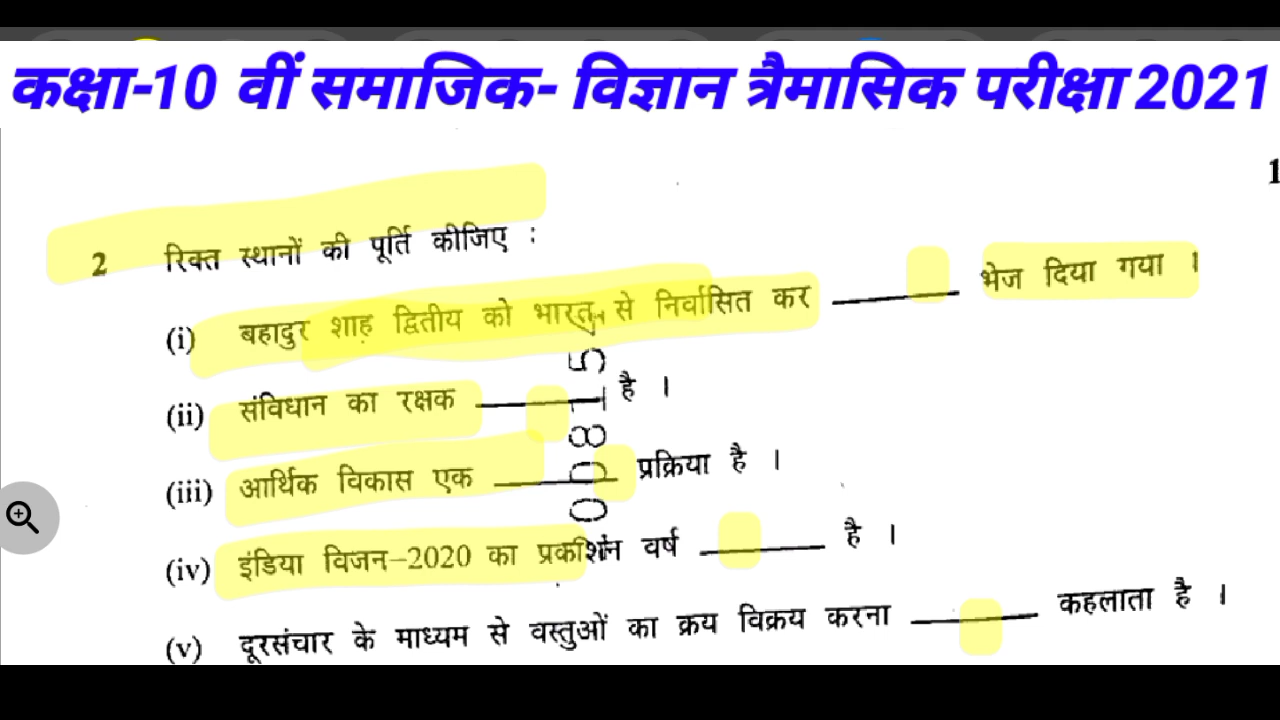 कक्षा-10 वीं समाजिक- विज्ञान त्रैमासिक परीक्षा 2021
1
2 रिक्त स्थानों की पूर्ति कीजिए :
(i) बहादुर शाह द्वितीय को भारत से निर्वासित कर ______ भेज दिया गया ।
(ii) संविधान का रक्षक ______ है ।
(iii) आर्थिक विकास एक ______ प्रक्रिया है ।
(iv) इंडिया विजन–2020 का प्रकाशन वर्ष ______ है ।
(v) दूरसंचार के माध्यम से वस्तुओं का क्रय विक्रय करना ______ कहलाता है ।